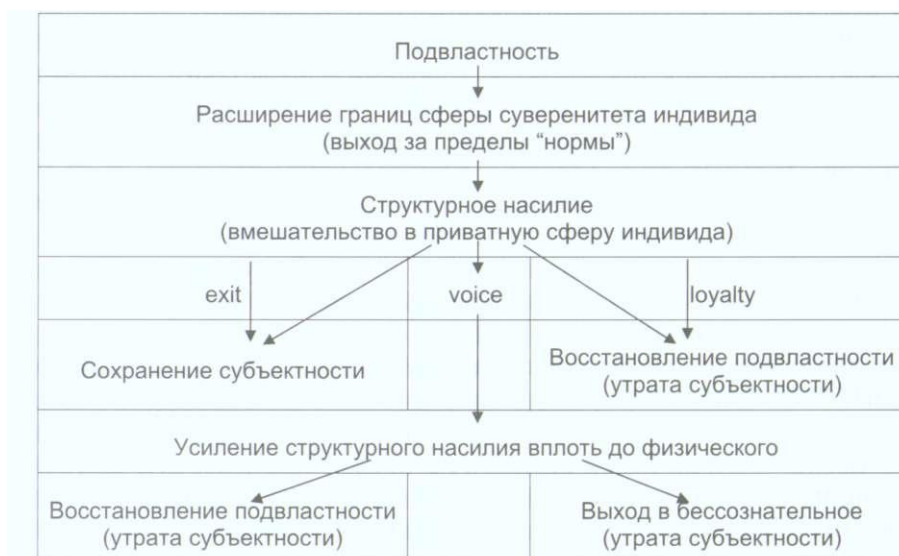 Подвластность
Расширение границ сферы суверенитета индивида
(выход за пределы "нормы")
Структурное насилие
(вмешательство в приватную сферу индивида)
exit
voice
loyalty
Сохранение субъектности
Восстановление подвластности
(утрата субъектности)
Усиление структурного насилия вплоть до физического
Восстановление подвластности
(утрата субъектности)
Выход в бессознательное
(утрата субъектности)